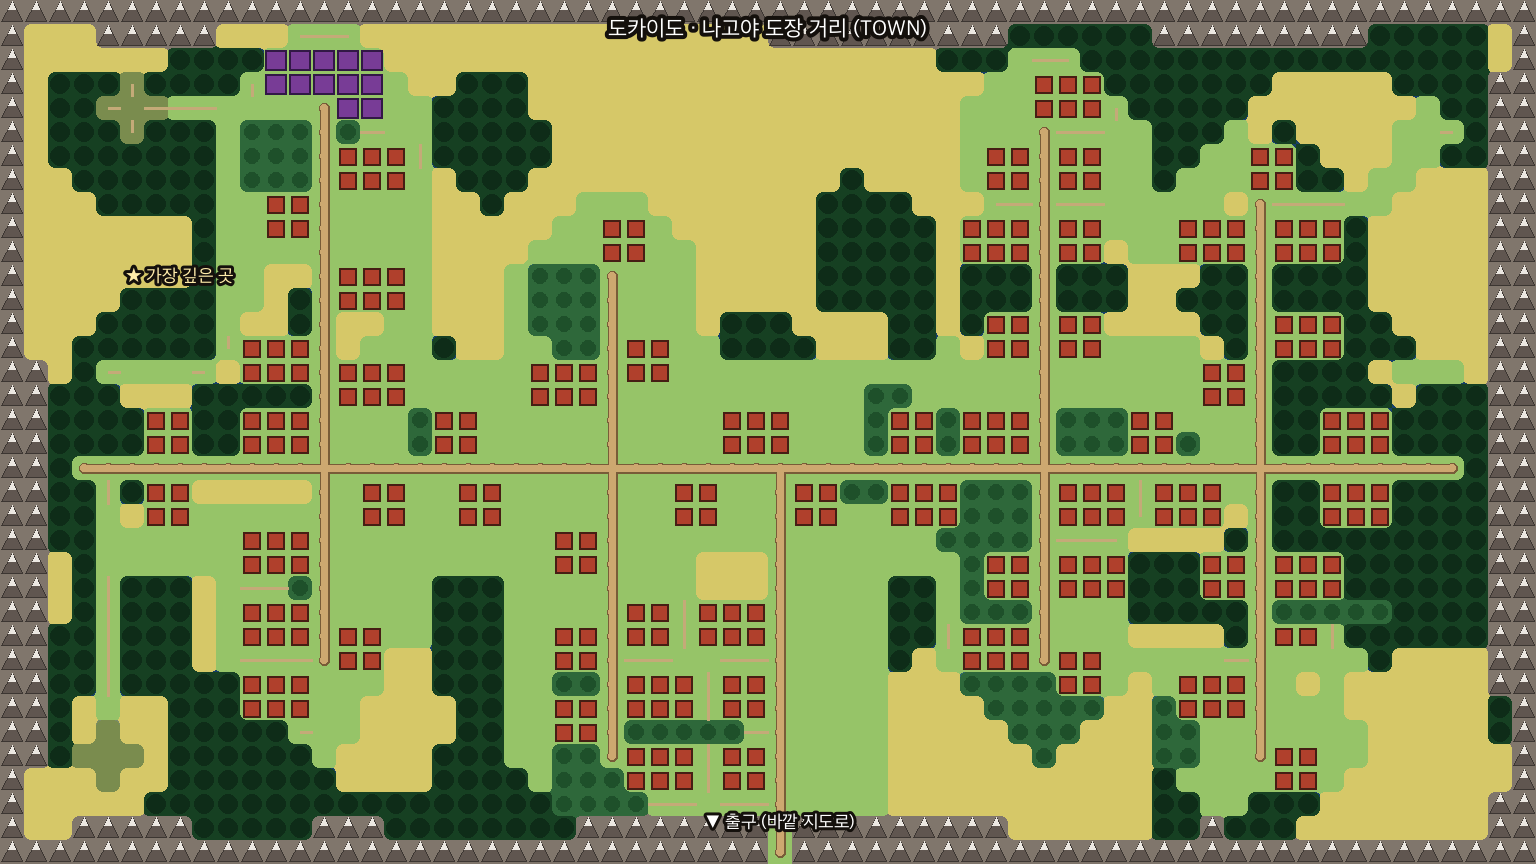 도카이도 · 나고야 도장 거리 (TOWN)
★ 가장 깊은 곳
▼ 출구 (바깥 지도로)